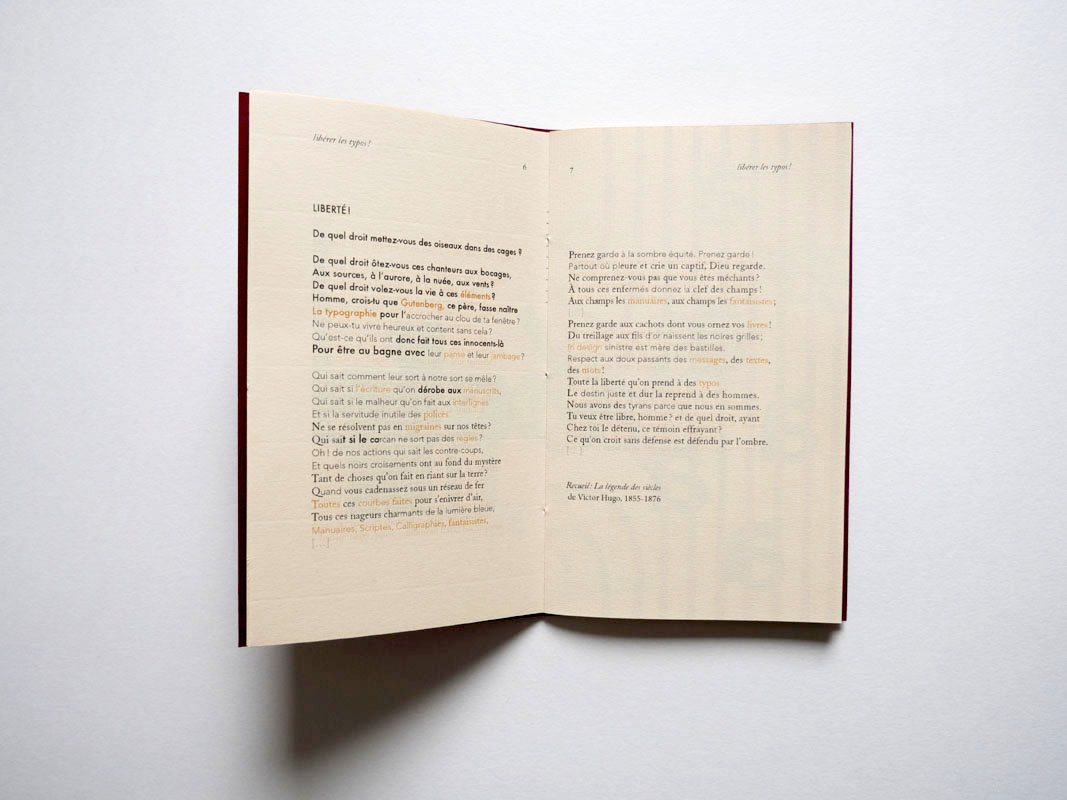 libérer les typos !
6
LIBERTÉ !
De quel droit mettez-vous des oiseaux dans des cages ?
De quel droit ôtez-vous ces chanteurs aux bocages,
Aux sources, à l'aurore, à la nuée, aux vents ?
De quel droit volez-vous la vie à ces éléments ?
Homme, crois-tu que Gutenberg, ce père, fasse naître
La typographie pour l'accrocher au clou de ta fenêtre ?
Ne peux-tu vivre heureux et content sans cela ?
Qu'est-ce qu'ils ont donc fait tous ces innocents-là
Pour être au bagne avec leur panse et leur jambage ?
Qui sait comment leur sort à notre sort se mêle ?
Qui sait si l'écriture qu'on dérobe aux manuscrits,
Qui sait si le malheur qu'on fait aux interlignes
Et si la servitude inutile des polices
Ne se résolvent pas en migraines sur nos têtes ?
Qui sait si le carcan ne sort pas des règles ?
Oh ! de nos actions qui sait les contre-coups,
Et quels noirs croisements ont au fond du mystère
Tant de choses qu'on fait en riant sur la terre ?
Quand vous cadenassez sous un réseau de fer
Toutes ces courbes faites pour s'enivrer d'air,
Tous ces nageurs charmants de la lumière bleue,
Manuaires, Scriptes, Calligraphies, fantaisistes,
[…]
7
libérer les typos !
Prenez garde à la sombre équité. Prenez garde !
Partout où pleure et crie un captif, Dieu regarde.
Ne comprenez-vous pas que vous êtes méchants ?
À tous ces enfermés donnez la clef des champs !
Aux champs les manuaires, aux champs les fantaisistes ;
[…]
Prenez garde aux cachots dont vous ornez vos livres !
Du treillage aux fils d'or naissent les noires grilles ;
In design sinistre est mère des bastilles.
Respect aux doux passants des messages, des textes,
des mots !
Toute la liberté qu'on prend à des typos
Le destin juste et dur la reprend à des hommes.
Nous avons des tyrans parce que nous en sommes.
Tu veux être libre, homme ? et de quel droit, ayant
Chez toi le détenu, ce témoin effrayant ?
Ce qu'on croit sans défense est défendu par l'ombre.
[…]
Recueil : La légende des siècles
de Victor Hugo, 1855-1876